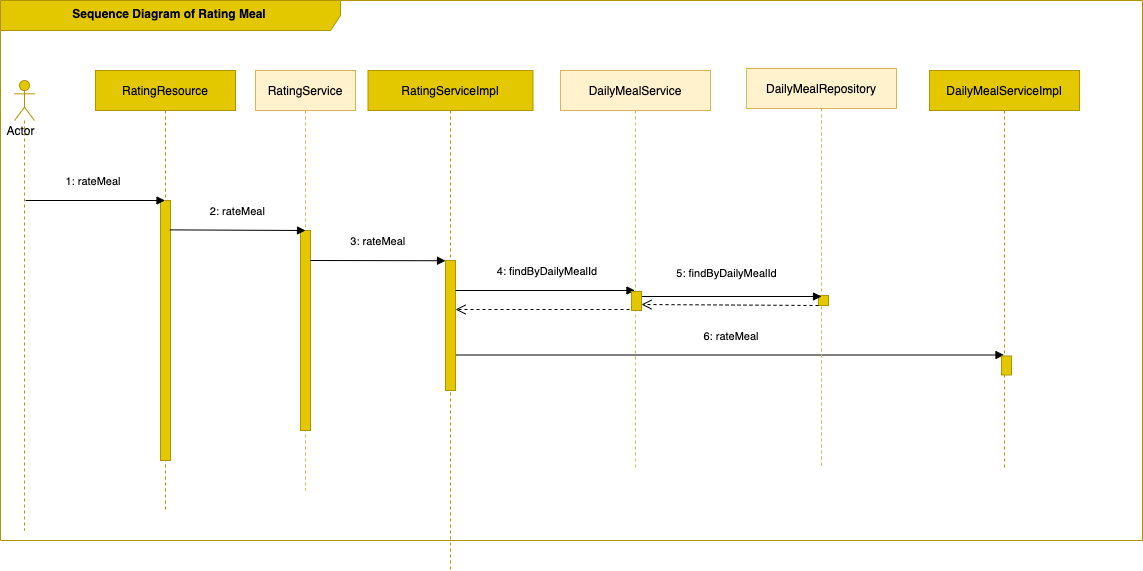 Sequence Diagram of Rating Meal
RatingResource
RatingService
RatingServiceImpl
DailyMealService
DailyMealRepository
DailyMealServiceImpl
Actor
1: rateMeal
2: rateMeal
3: rateMeal
4: findByDailyMealId
5: findByDailyMealId
6: rateMeal